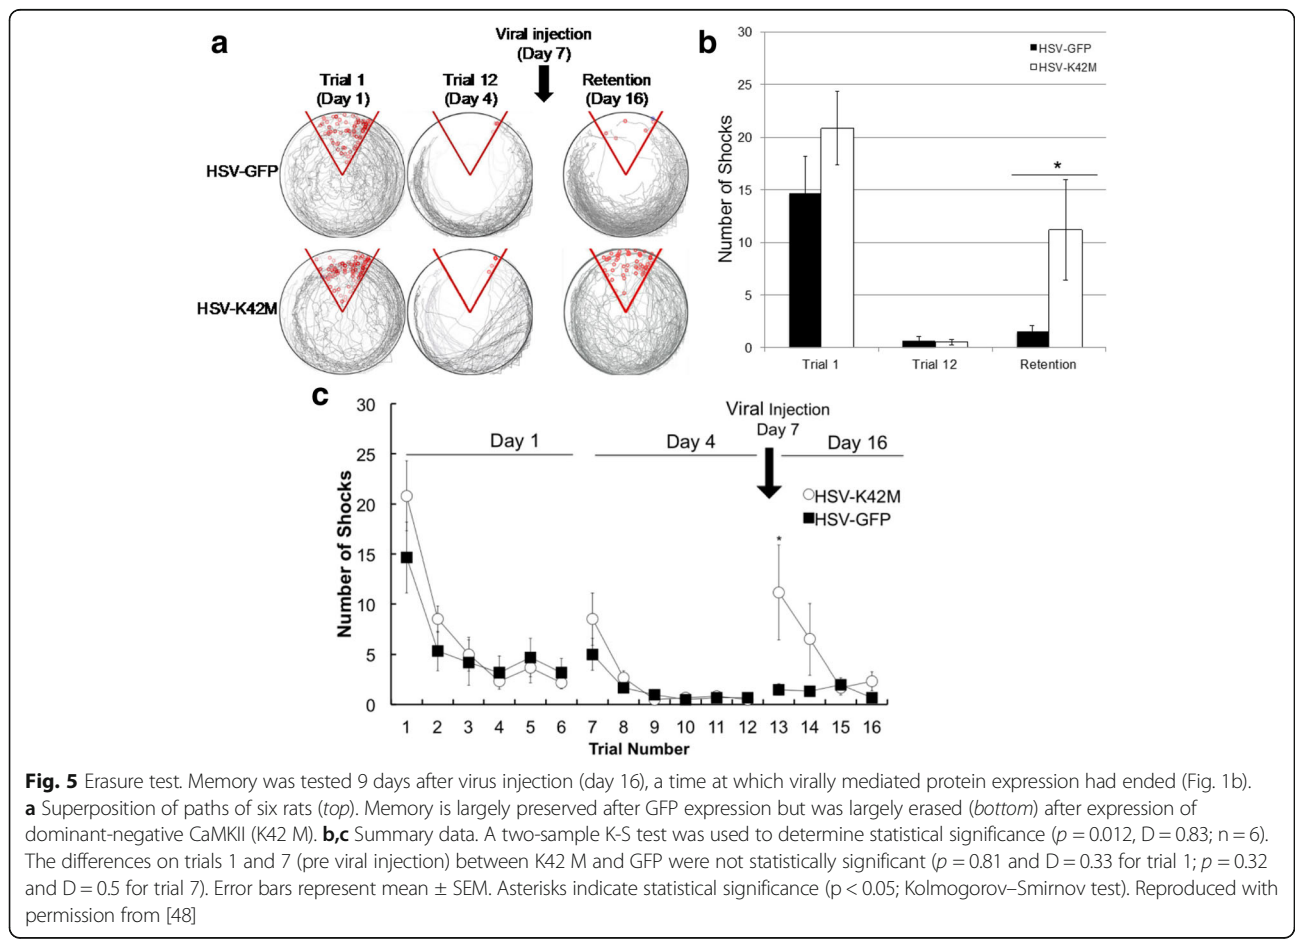 a
Viral injection
(Day 7)
Trial 1
(Day 1)
Trial 12
(Day 4)
Retention
(Day 16)
HSV-GFP
HSV-K42M
b
30
25
20
15
10
5
0
Number of Shocks
HSV-GFP
HSV-K42M
*
Trial 1
Trial 12
Retention
c
30
25
20
15
10
5
0
Number of Shocks
Day 1
Day 4
Viral Injection
Day 7
Day 16
HSV-K42M
HSV-GFP
*
1 2 3 4 5 6 7 8 9 10 11 12 13 14 15 16
Trial Number
Fig. 5 Erasure test. Memory was tested 9 days after virus injection (day 16), a time at which virally mediated protein expression had ended (Fig. 1b).
a Superposition of paths of six rats (top). Memory is largely preserved after GFP expression but was largely erased (bottom) after expression of
dominant-negative CaMKII (K42 M). b,c Summary data. A two-sample K-S test was used to determine statistical significance (p = 0.012, D = 0.83; n = 6).
The differences on trials 1 and 7 (pre viral injection) between K42 M and GFP were not statistically significant (p = 0.81 and D = 0.33 for trial 1; p = 0.32
and D = 0.5 for trial 7). Error bars represent mean ± SEM. Asterisks indicate statistical significance (p < 0.05; Kolmogorov–Smirnov test). Reproduced with
permission from [48]